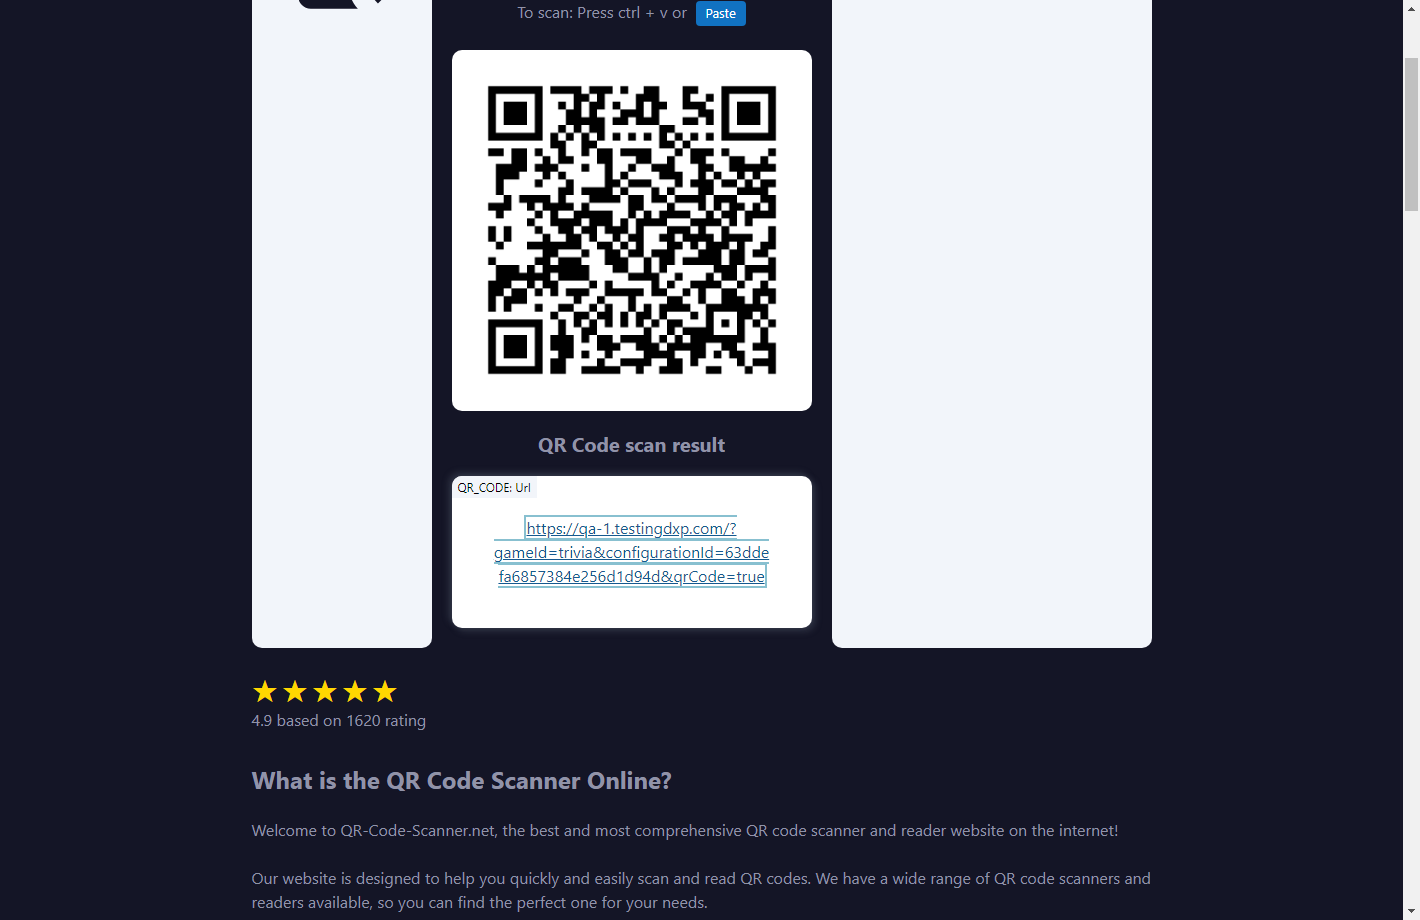 To scan: Press ctrl + v or Paste
QR Code scan result
QR_CODE: Url
https://qa-1.testingdxp.com/?
gameId=trivia&configurationId=63dde
fa6857384e256d1d94d&qrCode=true
4.9 based on 1620 rating
What is the QR Code Scanner Online?
Welcome to QR-Code-Scanner.net, the best and most comprehensive QR code scanner and reader website on the internet!
Our website is designed to help you quickly and easily scan and read QR codes. We have a wide range of QR code scanners and
readers available, so you can find the perfect one for your needs.